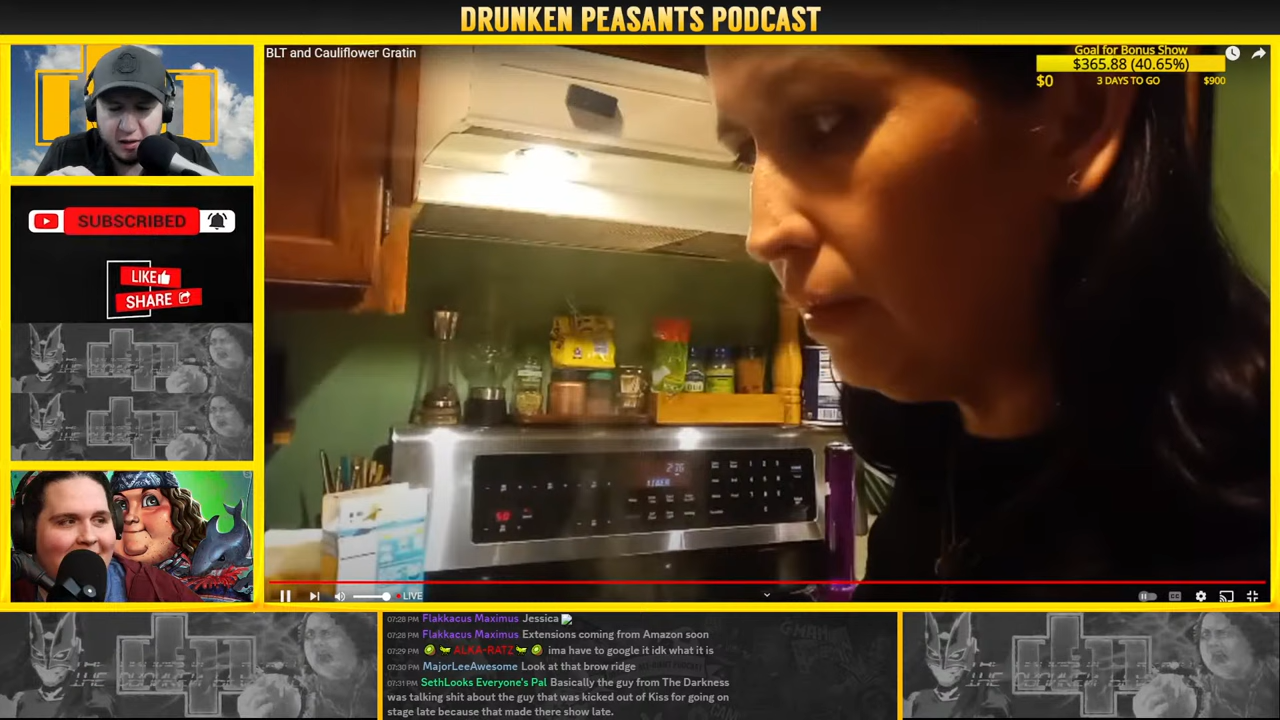 DRUNKEN PEASANTS PODCAST
BLT and Cauliflower Gratin
Goal for Bonus Show
$365.88 (40.65%)
$0
3 DAYS TO GO
$900
SUBSCRIBED
LIKE
SHARE
LIVE
07:28 PM Flakkacus Maximus Jessica
07:28 PM Flakkacus Maximus Extensions coming from Amazon soon
07:29 PM ALKA-RATZ ima have to google it idk what it is
07:30 PM MajorLeeAwesome Look at that brow ridge
07:31 PM SethLooks Everyone's Pal Basically the guy from The Darkness
was talking shit about the guy that was kicked out of Kiss for going on
stage late because that made there show late.